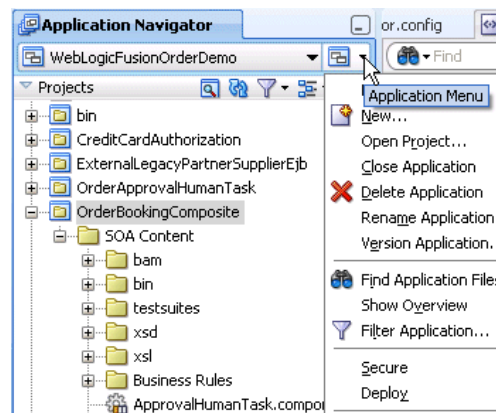 Application Navigator
or.config
WebLogicFusionOrderDemo
Find
Projects
Application Menu
bin
New...
CreditCardAuthorization
Open Project...
ExternalLegacyPartnerSupplierEjb
Close Application
OrderApprovalHumanTask
Delete Application
OrderBookingComposite
Rename Application
SOA Content
Version Application.
bam
bin
Find Application Files
testsuites
Show Overview
xsd
Filter Application...
xsl
Secure
Business Rules
Deploy
ApprovalHumanTask.compo